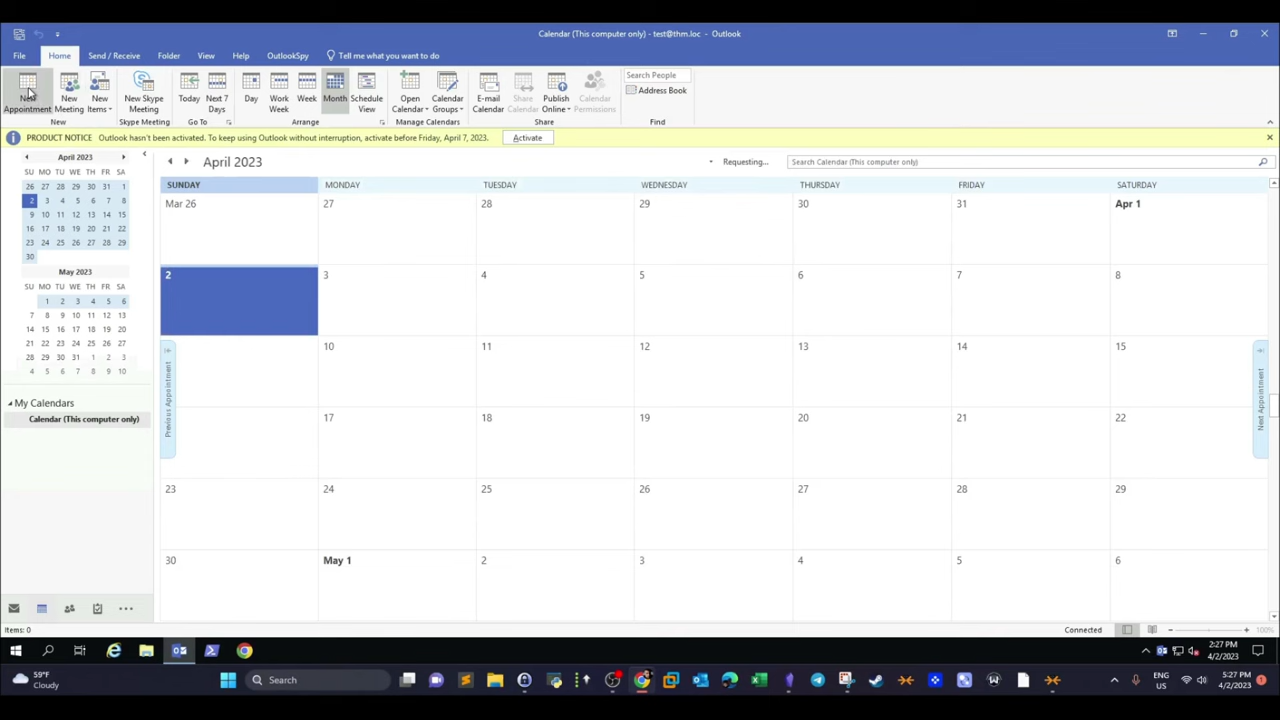 Calendar (This computer only) - test@thm.loc - Outlook
File Home Send / Receive Folder View Help OutlookSpy Tell me what you want to do
New Appointment
New Meeting
New Items
New Skype Meeting
Today
Next 7 Days
Day
Work Week
Week
Month
Schedule View
Open Calendar
Calendar Groups
E-mail Calendar
Share Calendar
Publish Online
Calendar Permissions
Search People
Address Book
New Skype Meeting Go To Arrange Manage Calendars Share Find
PRODUCT NOTICE Outlook hasn't been activated. To keep using Outlook without interruption, activate before Friday, April 7, 2023. Activate
April 2023
SU MO TU WE TH FR SA
26 27 28 29 30 31 1
2 3 4 5 6 7 8
9 10 11 12 13 14 15
16 17 18 19 20 21 22
23 24 25 26 27 28 29
30
May 2023
SU MO TU WE TH FR SA
1 2 3 4 5 6
7 8 9 10 11 12 13
14 15 16 17 18 19 20
21 22 23 24 25 26 27
28 29 30 31 1 2 3
4 5 6 7 8 9 10
My Calendars
Calendar (This computer only)
April 2023 Requesting... Search Calendar (This computer only)
SUNDAY MONDAY TUESDAY WEDNESDAY THURSDAY FRIDAY SATURDAY
Mar 26 27 28 29 30 31 Apr 1
2 3 4 5 6 7 8
10 11 12 13 14 15
Previous Appointment
Next Appointment
17 18 19 20 21 22
23 24 25 26 27 28 29
30 May 1 2 3 4 5 6
Items: 0 Connected 100%
2:27 PM
4/2/2023
59°F
Cloudy
Search
ENG
US
5:27 PM
4/2/2023